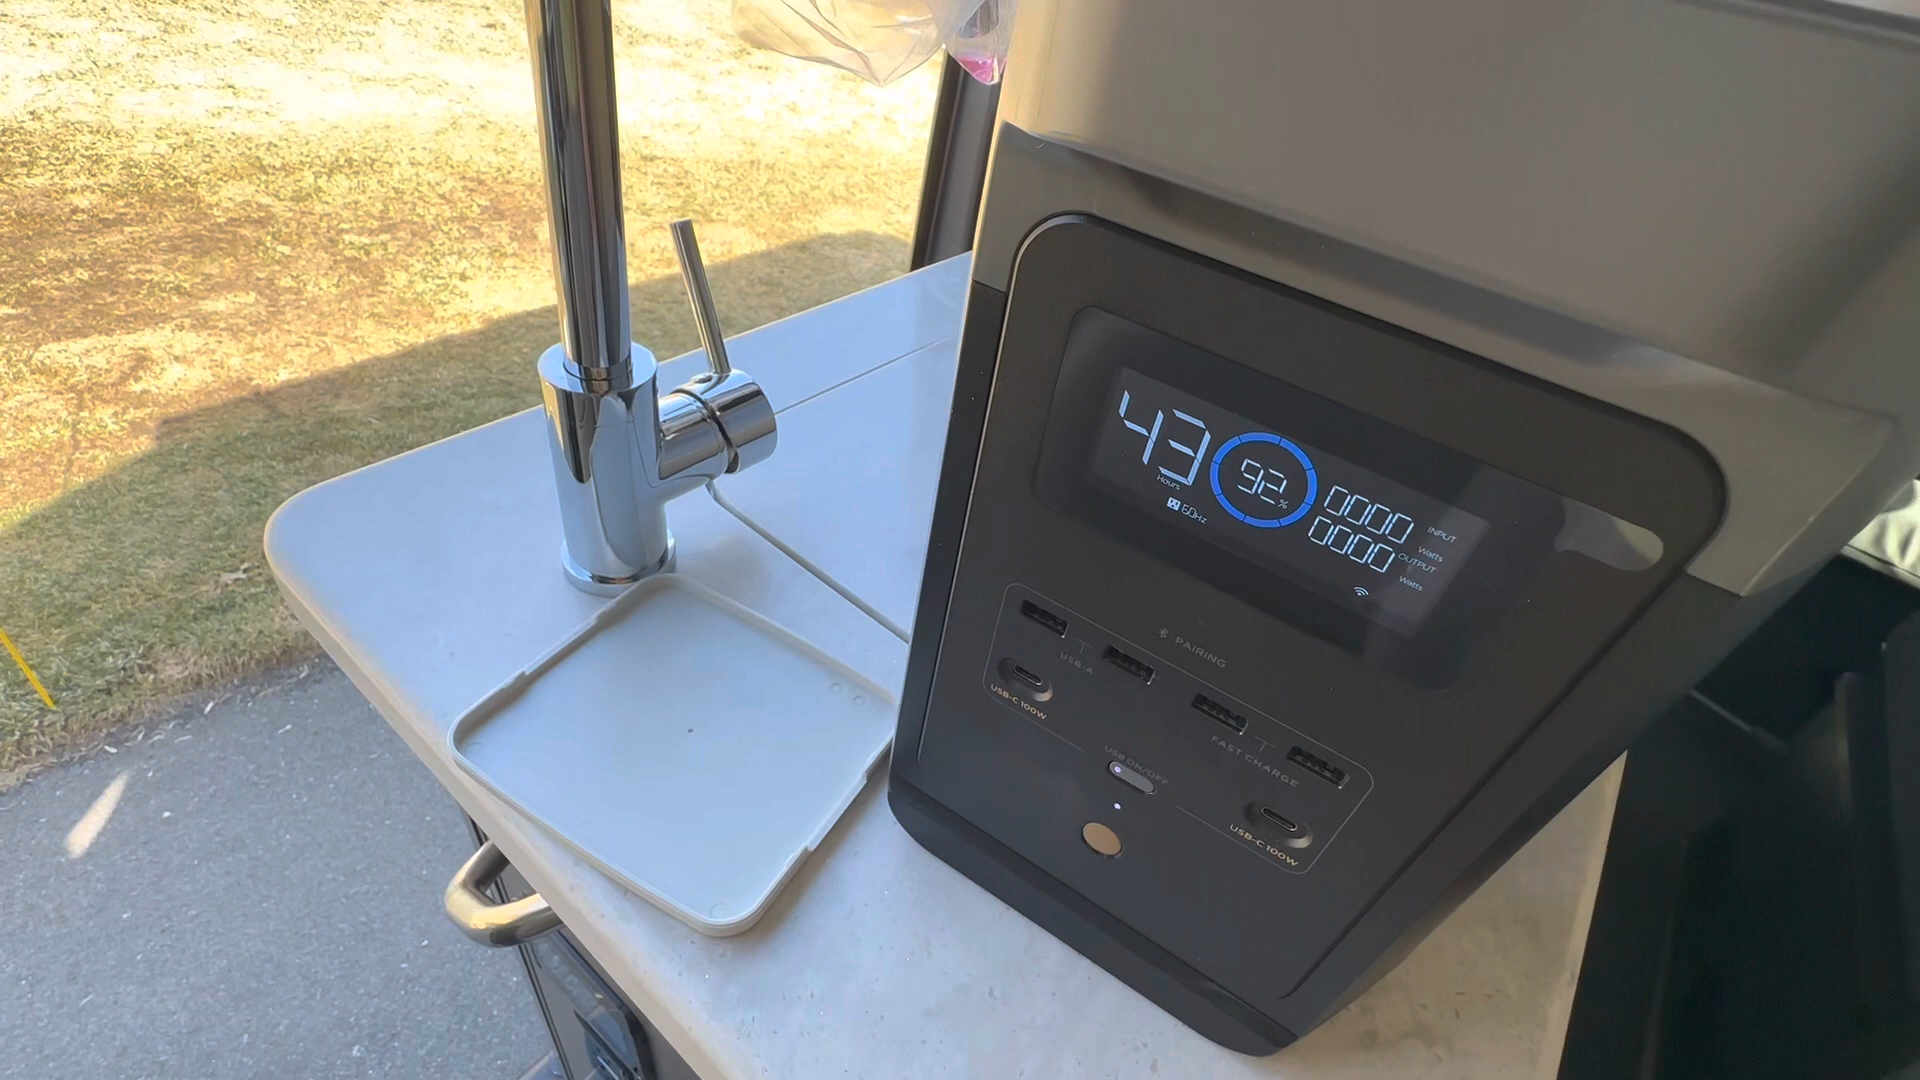 43
Hours
60Hz
92%
0000 INPUT Watts
0000 OUTPUT Watts
PAIRING
USB-A
USB-C 100W
FAST CHARGE
USB ON/OFF
USB-C 100W